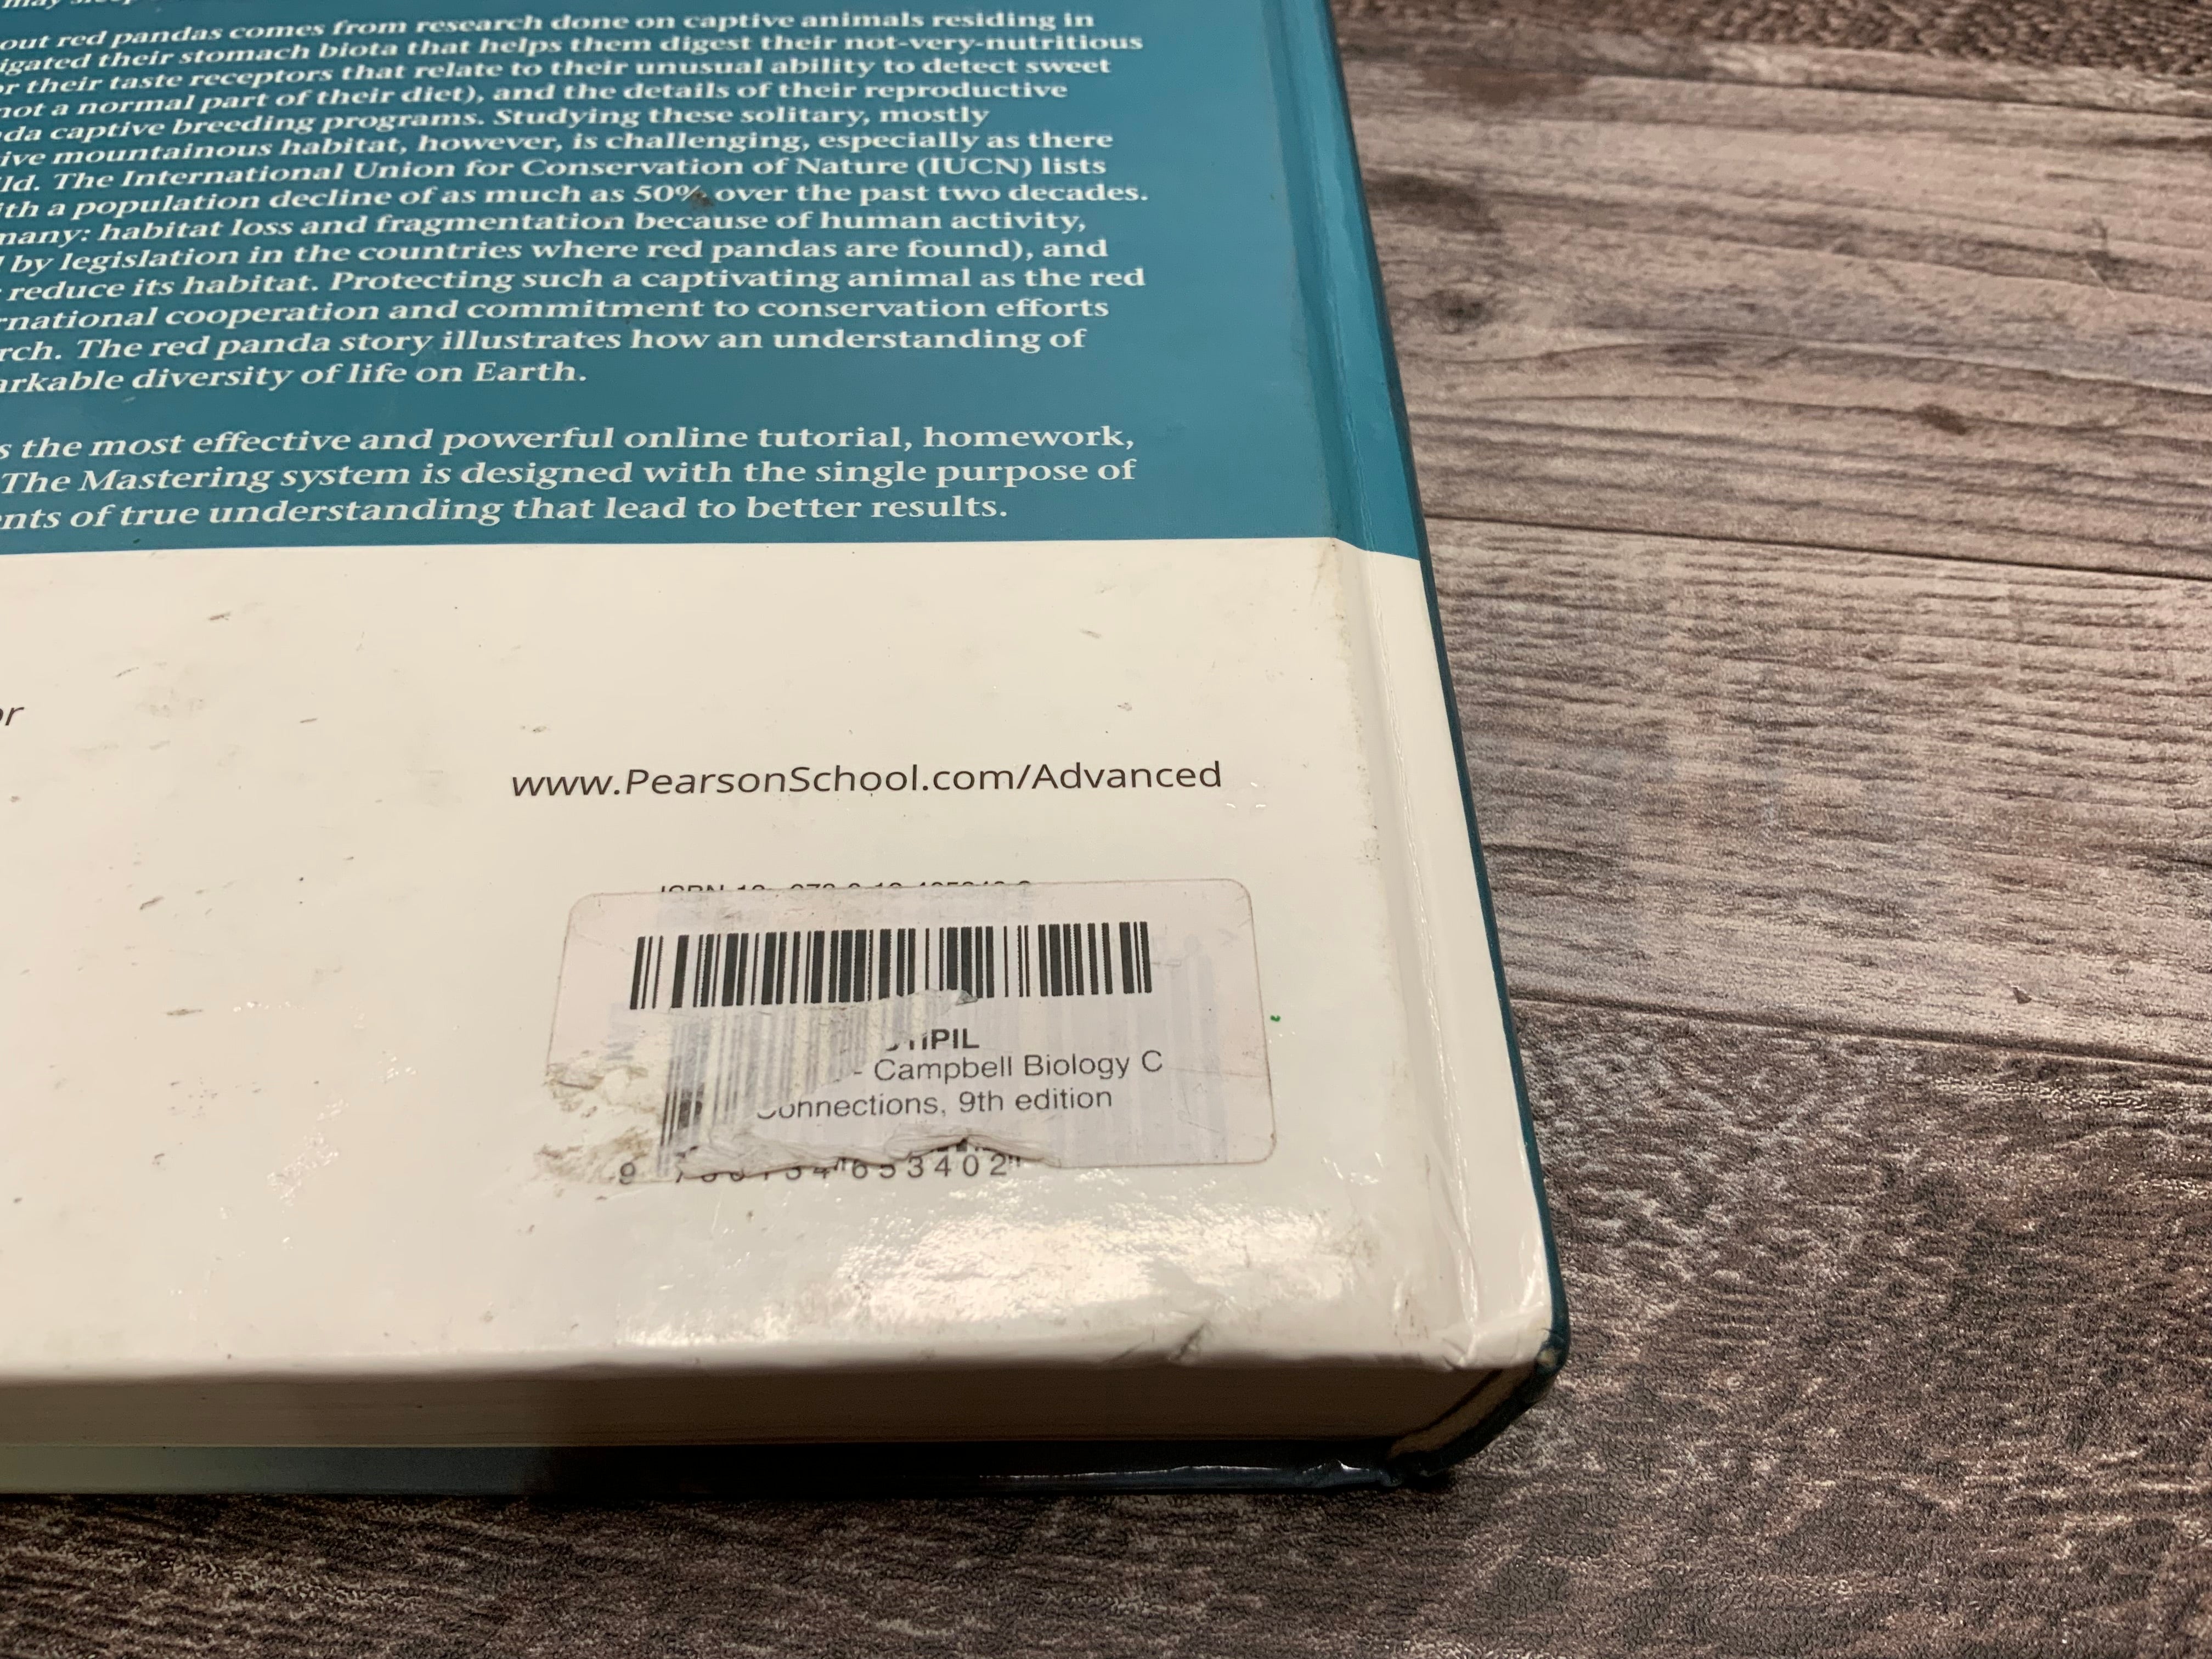 out red pandas comes from research done on captive animals residing in
igated their stomach biota that helps them digest their not-very-nutritious
or their taste receptors that relate to their unusual ability to detect sweet
not a normal part of their diet), and the details of their reproductive
da captive breeding programs. Studying these solitary, mostly
ive mountainous habitat, however, is challenging, especially as there
ld. The International Union for Conservation of Nature (IUCN) lists
ith a population decline of as much as 50% over the past two decades.
many: habitat loss and fragmentation because of human activity,
by legislation in the countries where red pandas are found), and
reduce its habitat. Protecting such a captivating animal as the red
rnational cooperation and commitment to conservation efforts
rch. The red panda story illustrates how an understanding of
arkable diversity of life on Earth.
s the most effective and powerful online tutorial, homework,
The Mastering system is designed with the single purpose of
nts of true understanding that lead to better results.
or
www.PearsonSchool.com/Advanced
PIL
- Campbell Biology C
onnections, 9th edition